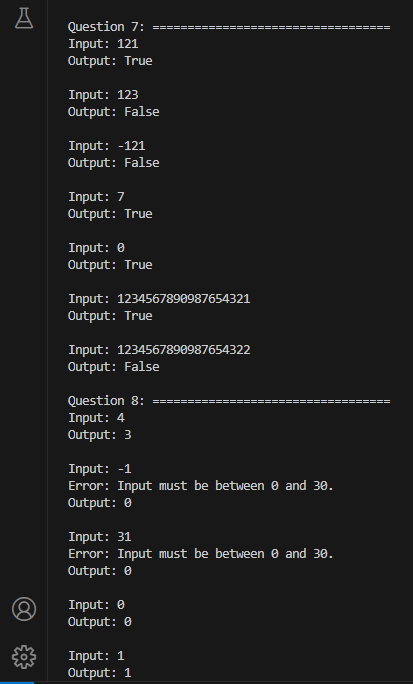 Question 7: ==================================
Input: 121
Output: True
Input: 123
Output: False
Input: -121
Output: False
Input: 7
Output: True
Input: 0
Output: True
Input: 1234567890987654321
Output: True
Input: 1234567890987654322
Output: False
Question 8: ==================================
Input: 4
Output: 3
Input: -1
Error: Input must be between 0 and 30.
Output: 0
Input: 31
Error: Input must be between 0 and 30.
Output: 0
Input: 0
Output: 0
Input: 1
Output: 1